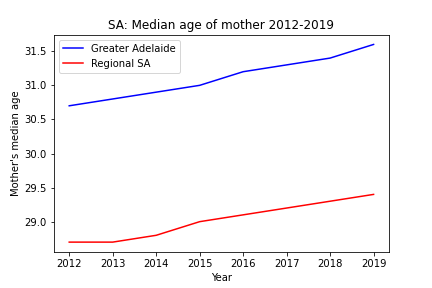 SA: Median age of mother 2012-2019
Greater Adelaide
Regional SA
Mother's median age
31.5
31.0
30.5
30.0
29.5
29.0
2012 2013 2014 2015 2016 2017 2018 2019
Year